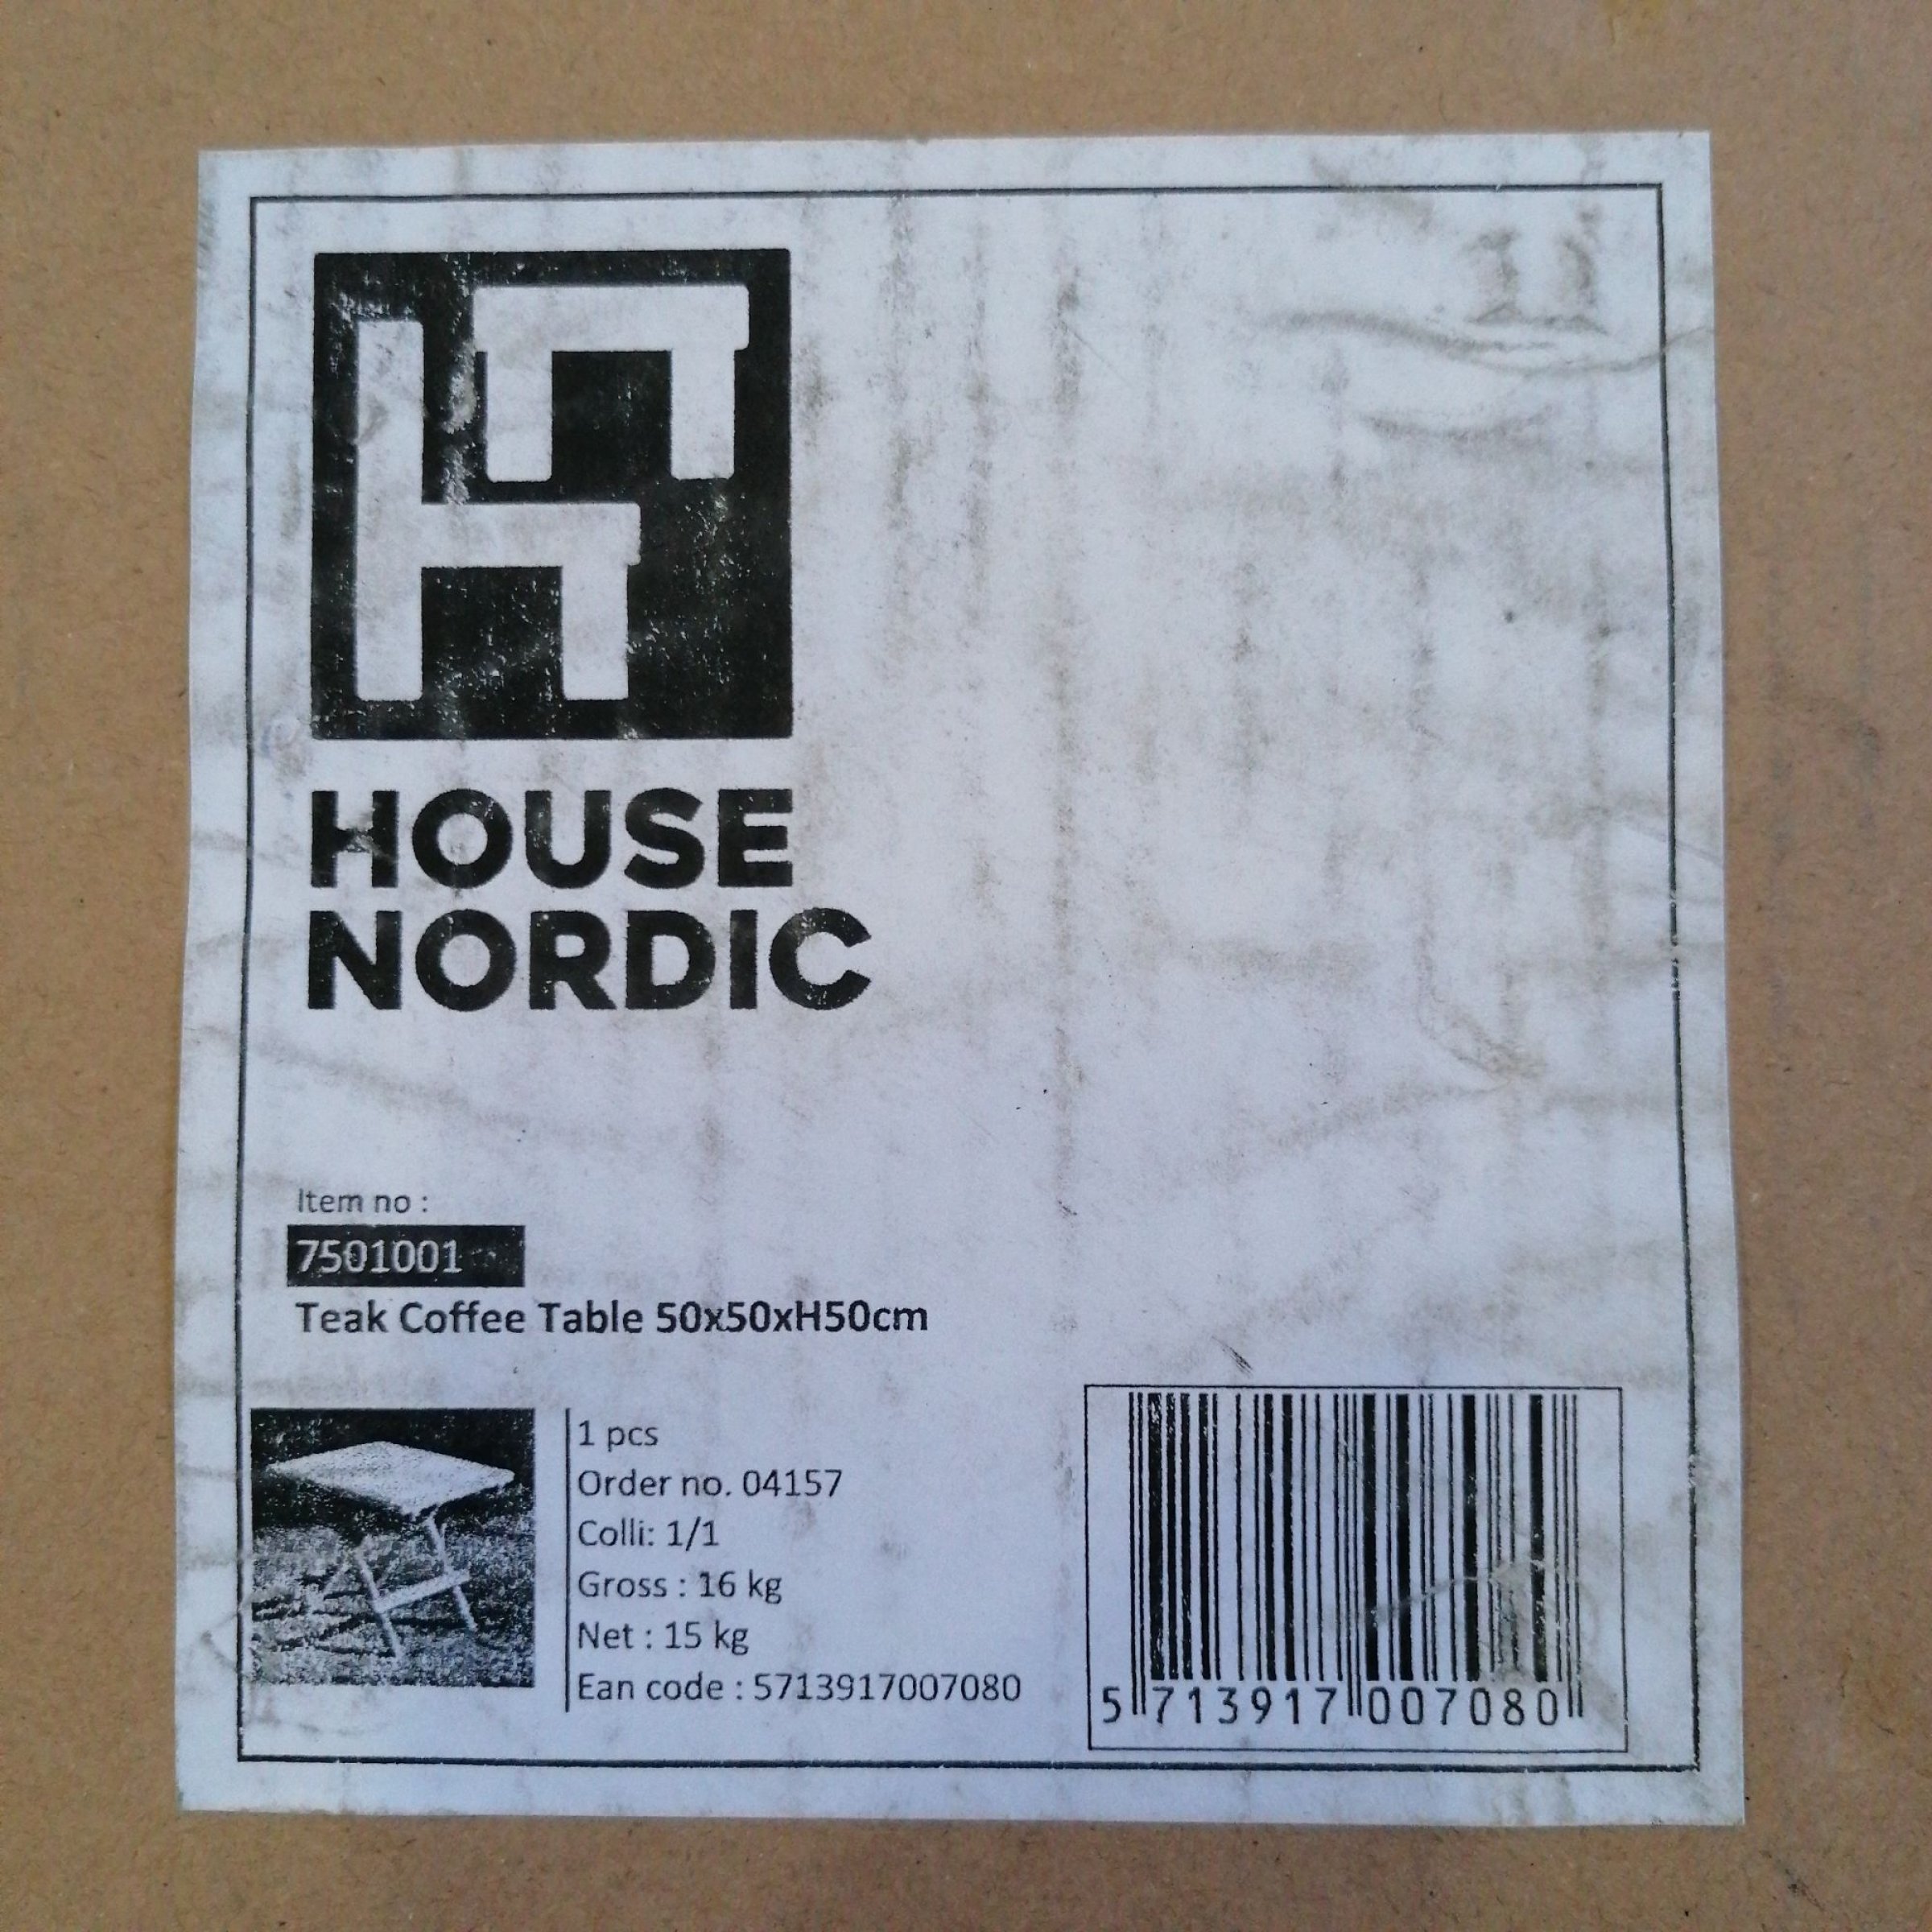 HOUSE
NORDIC
Item no :
7501001
Teak Coffee Table 50x50xH50cm
1 pcs
Order no. 04157
Colli: 1/1
Gross : 16 kg
Net : 15 kg
Ean code : 5713917007080
5 713917 007080